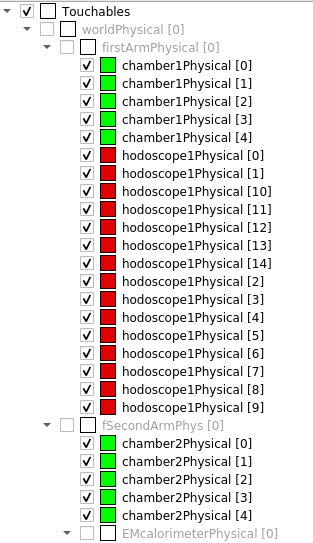 Touchables
worldPhysical [0]
firstArmPhysical [0]
chamber1Physical [0]
chamber1Physical [1]
chamber1Physical [2]
chamber1Physical [3]
chamber1Physical [4]
hodoscope1Physical [0]
hodoscope1Physical [1]
hodoscope1Physical [10]
hodoscope1Physical [11]
hodoscope1Physical [12]
hodoscope1Physical [13]
hodoscope1Physical [14]
hodoscope1Physical [2]
hodoscope1Physical [3]
hodoscope1Physical [4]
hodoscope1Physical [5]
hodoscope1Physical [6]
hodoscope1Physical [7]
hodoscope1Physical [8]
hodoscope1Physical [9]
fSecondArmPhys [0]
chamber2Physical [0]
chamber2Physical [1]
chamber2Physical [2]
chamber2Physical [3]
chamber2Physical [4]
EMcalorimeterPhysical [0]